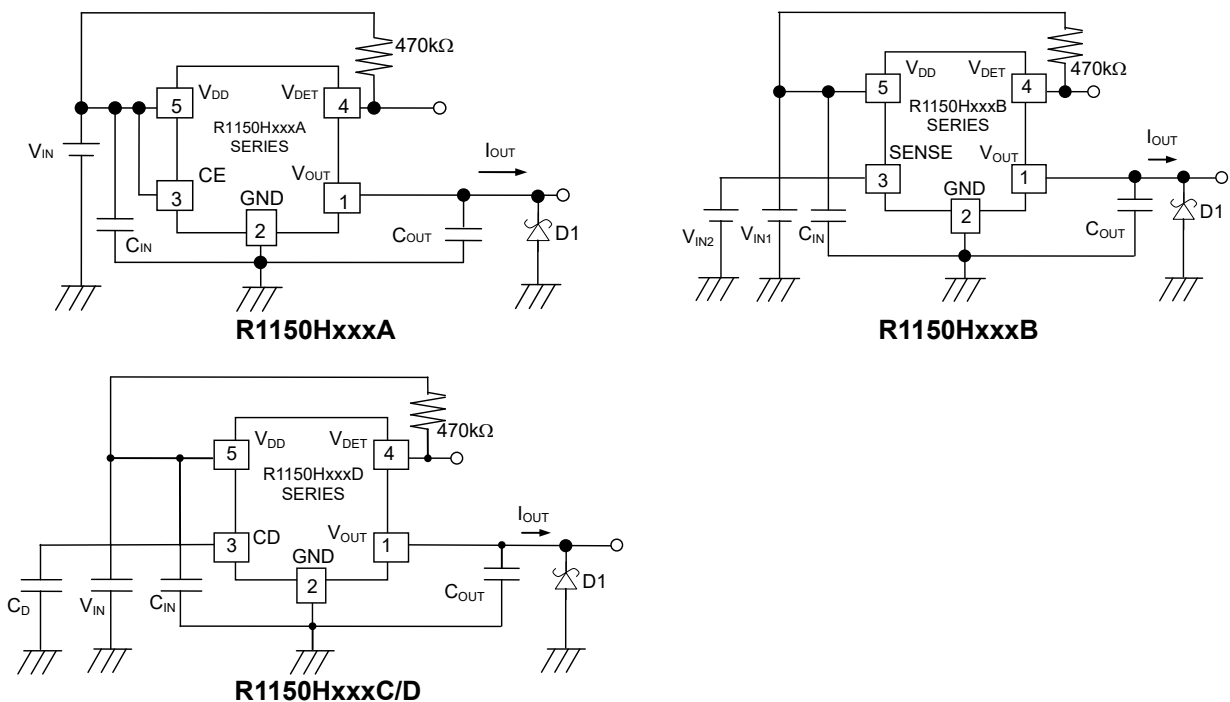 470kΩ
VDD
VDET
5
4
R1150HxxxA
SERIES
VIN
CE
3
VOUT
1
IOUT
GND
2
CIN
COUT
D1
R1150HxxxA
470kΩ
VDD
VDET
5
4
R1150HxxxB
SERIES
SENSE
3
VOUT
1
IOUT
GND
2
VIN2
VIN1
CIN
COUT
D1
R1150HxxxB
470kΩ
VDD
VDET
5
4
R1150HxxxD
SERIES
CD
3
VOUT
1
IOUT
GND
2
CD
VIN
CIN
COUT
D1
R1150HxxxC/D